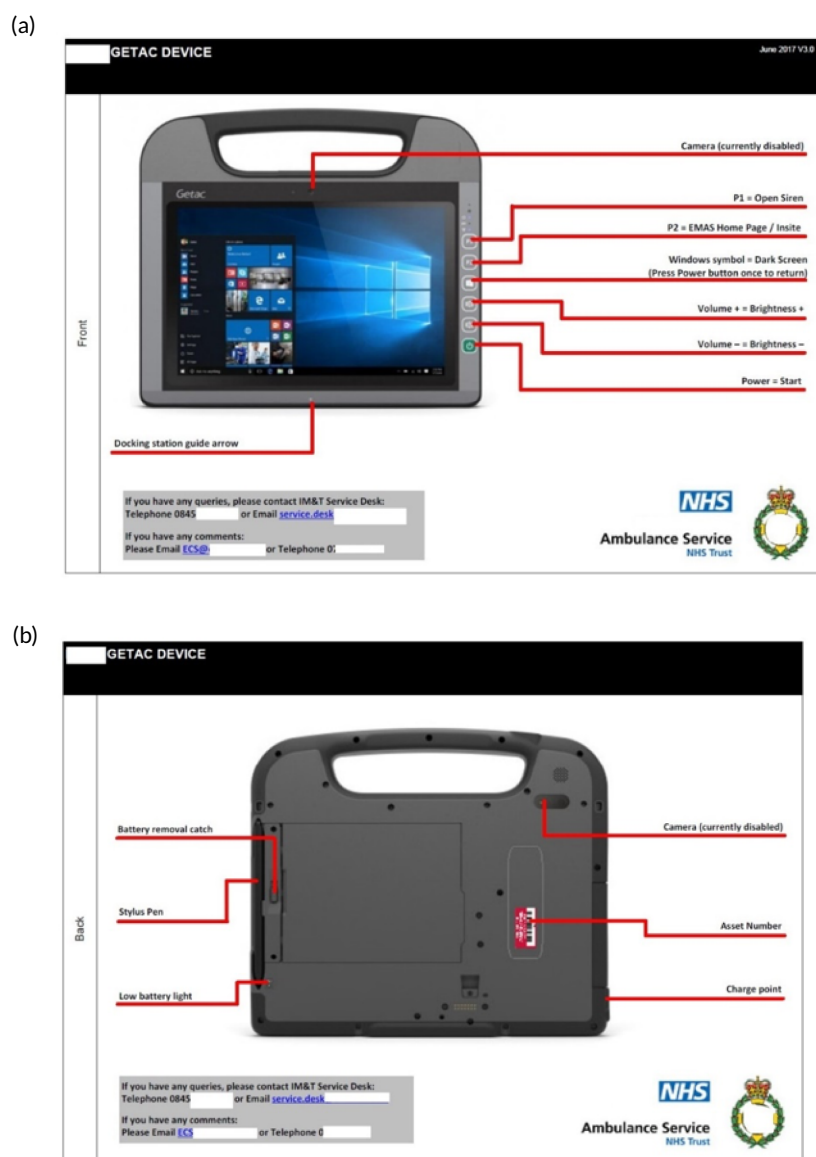 (a)
GETAC DEVICE
June 2017 V3.0
Front
Getac
Camera (currently disabled)
P1 = Open Siren
P2 = EMAS Home Page / Insite
Windows symbol = Dark Screen
(Press Power button once to return)
Volume + = Brightness +
Volume – = Brightness –
Power = Start
Docking station guide arrow
If you have any queries, please contact IM&T Service Desk:
Telephone 0845 or Email service.desk
If you have any comments:
Please Email ECS@ or Telephone 07
NHS
Ambulance Service
NHS Trust
(b)
GETAC DEVICE
Back
Battery removal catch
Stylus Pen
Low battery light
Camera (currently disabled)
Asset Number
Charge point
If you have any queries, please contact IM&T Service Desk:
Telephone 0845 or Email service.desk
If you have any comments:
Please Email ECS or Telephone 0
NHS
Ambulance Service
NHS Trust